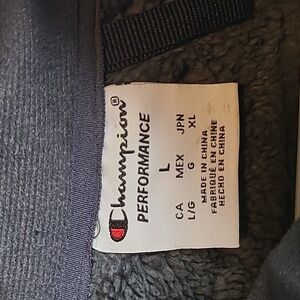 Champion®
PERFORMANCE
L
CA MEX JPN
L/G G XL
MADE IN CHINA
FABRIQUÉ EN CHINE
HECHO EN CHINA